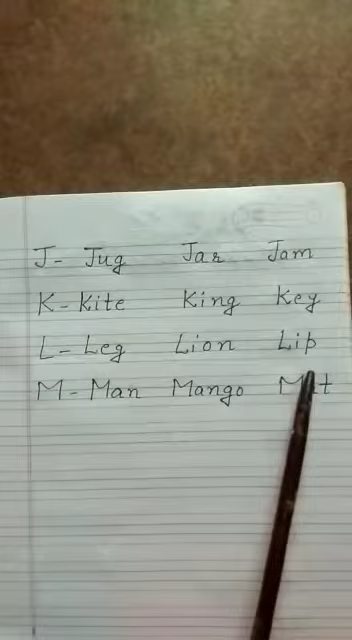 J- Jug Jar Jam
K- Kite King Key
L- Leg Lion Lip
M- Man Mango